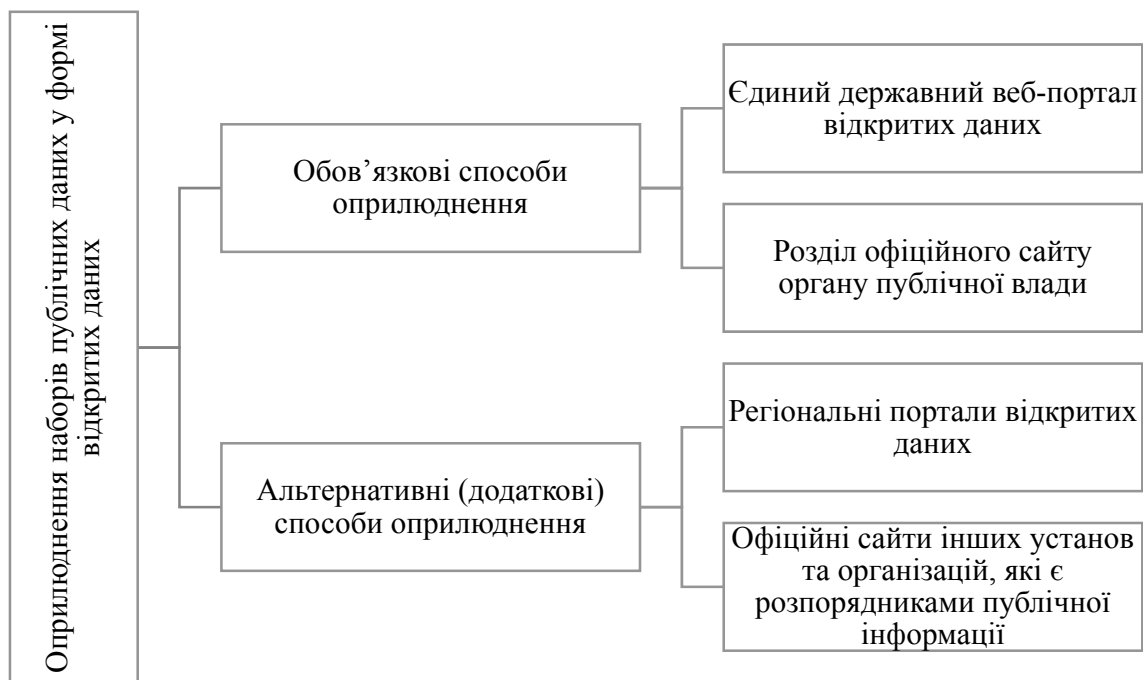 Оприлюднення наборів публічних даних у формі
відкритих даних
Обов’язкові способи
оприлюднення
Єдиний державний веб-портал
відкритих даних
Розділ офіційного сайту
органу публічної влади
Альтернативні (додаткові)
способи оприлюднення
Регіональні портали відкритих
даних
Офіційні сайти інших установ
та організацій, які є
розпорядниками публічної
інформації